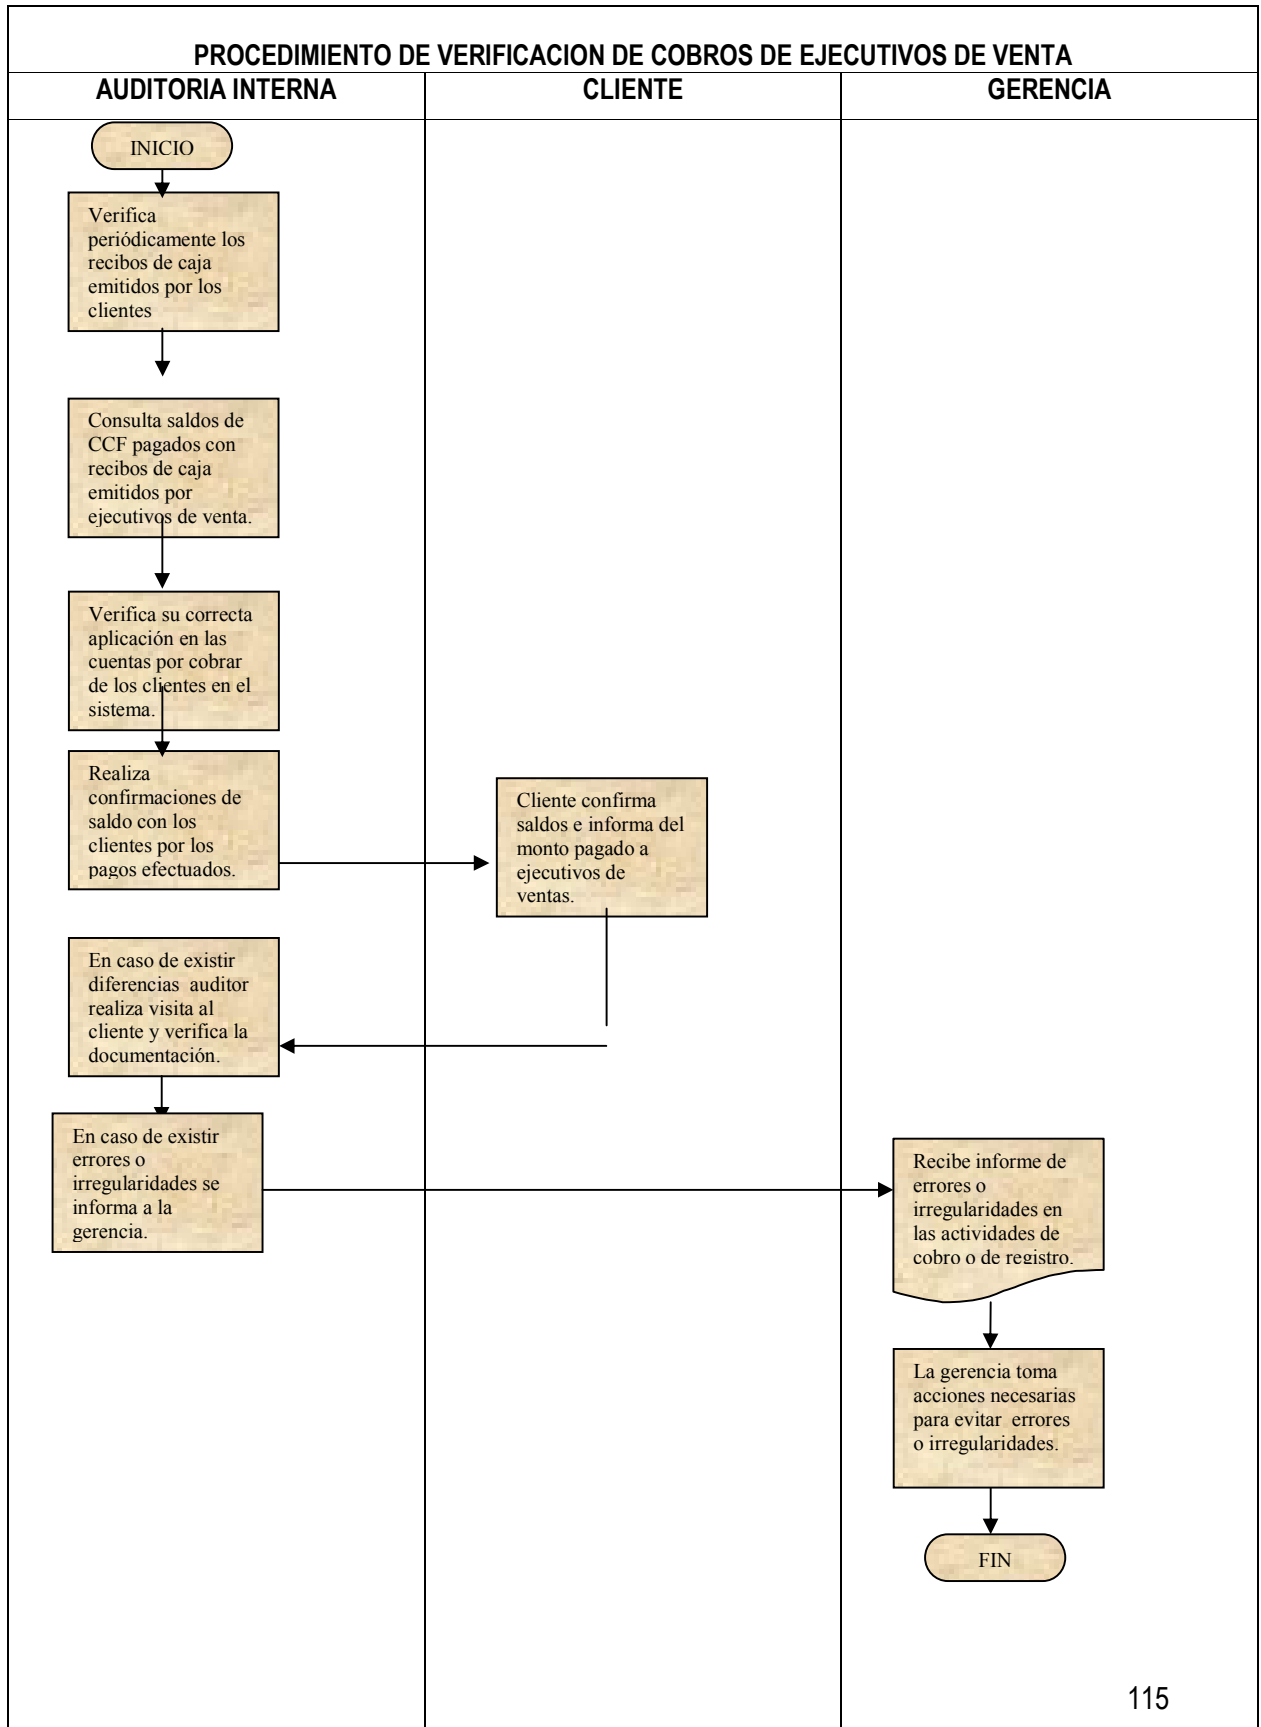 PROCEDIMIENTO DE VERIFICACION DE COBROS DE EJECUTIVOS DE VENTA
AUDITORIA INTERNA
CLIENTE
GERENCIA
INICIO
Verifica
periódicamente los
recibos de caja
emitidos por los
clientes
Consulta saldos de
CCF pagados con
recibos de caja
emitidos por
ejecutivos de venta.
Verifica su correcta
aplicación en las
cuentas por cobrar
de los clientes en el
sistema.
Realiza
confirmaciones de
saldo con los
clientes por los
pagos efectuados.
Cliente confirma
saldos e informa del
monto pagado a
ejecutivos de
ventas.
En caso de existir
diferencias  auditor
realiza visita al
cliente y verifica la
documentación.
En caso de existir
errores o
irregularidades se
informa a la
gerencia.
Recibe informe de
errores o
irregularidades en
las actividades de
cobro o de registro.
La gerencia toma
acciones necesarias
para evitar  errores
o irregularidades.
FIN
115